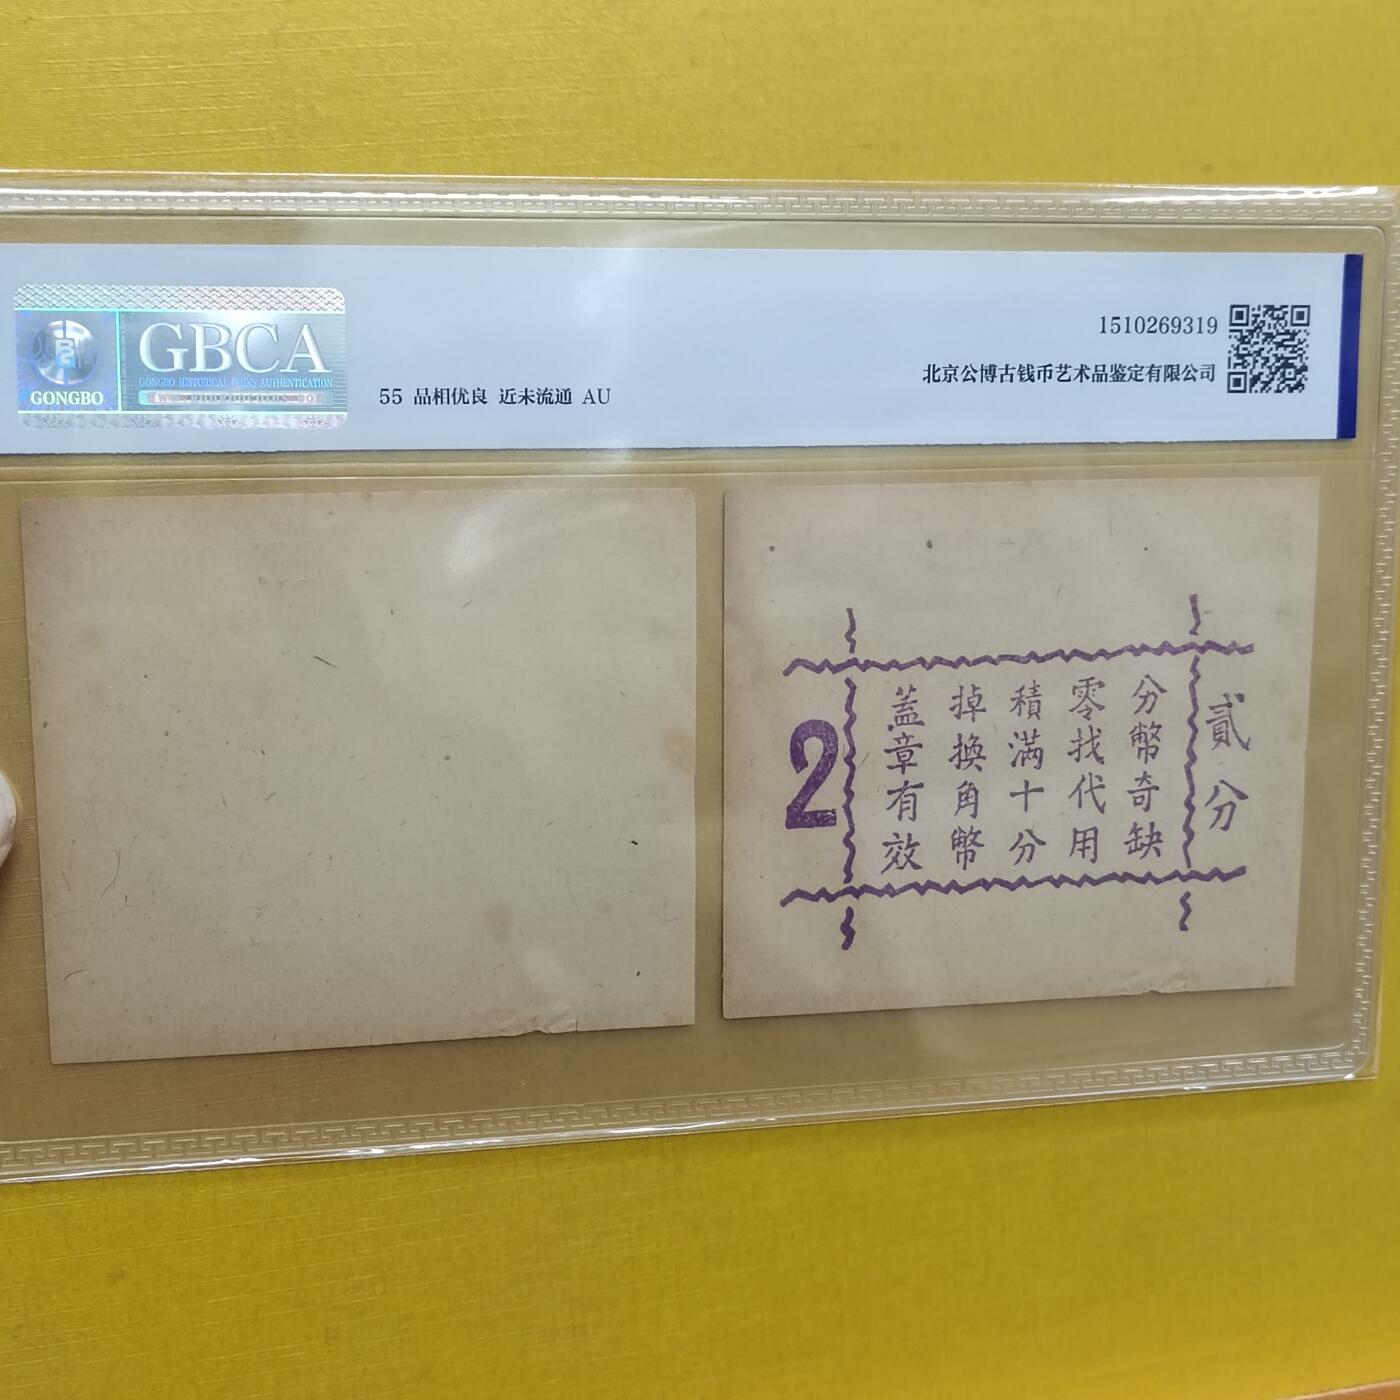 GBCA
GONGBO HISTORICAL COINS AUTHENTICATION
GONGBO
55 品相优良 近未流通 AU
1510269319
北京公博古钱币艺术品鉴定有限公司
貳分
分幣奇缺
零找代用
積滿十分
掉換角幣
蓋章有效
2